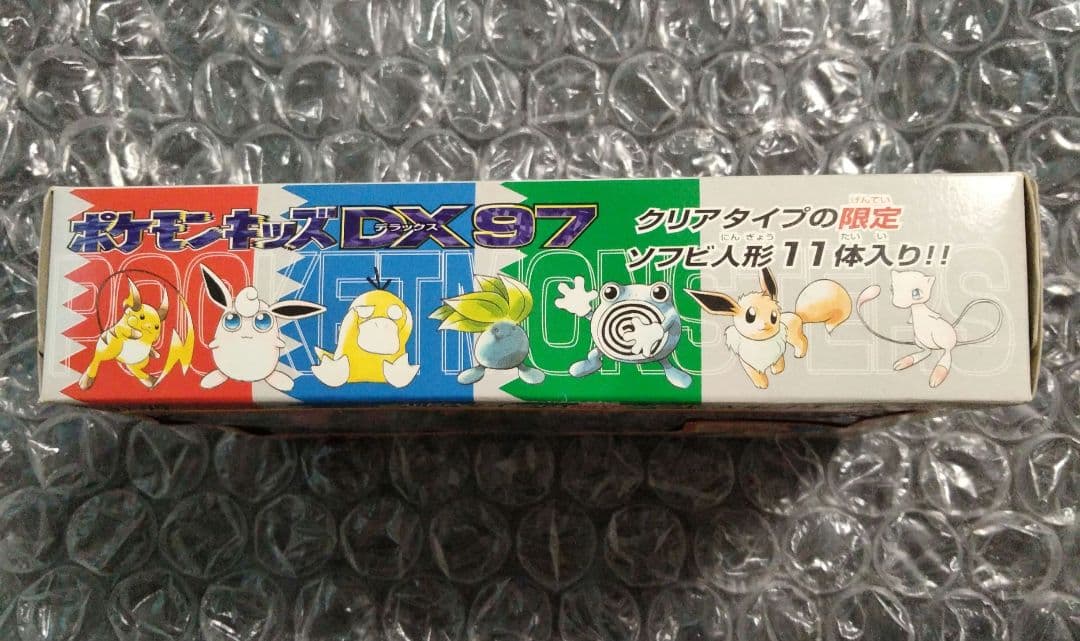 ポケモンキッズDX97
デラックス
クリアタイプの限定
げんてい
ソフビ人形11体入り!!
にんぎょう たい い
POCKET MONSTERS